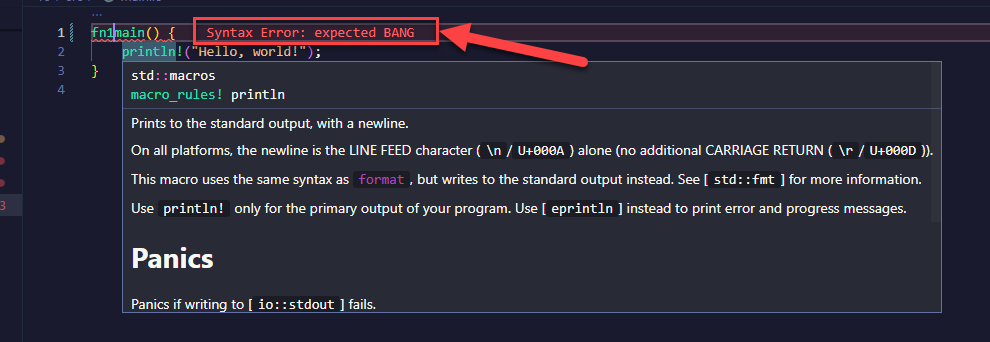 ...
1 fn1main() { Syntax Error: expected BANG
2 println!("Hello, world!");
3 }
4
std::macros
macro_rules! println
Prints to the standard output, with a newline.
On all platforms, the newline is the LINE FEED character ( \n / U+000A ) alone (no additional CARRIAGE RETURN ( \r / U+000D )).
This macro uses the same syntax as format , but writes to the standard output instead. See [ std::fmt ] for more information.
Use println! only for the primary output of your program. Use [ eprintln ] instead to print error and progress messages.
Panics
Panics if writing to [ io::stdout ] fails.
3